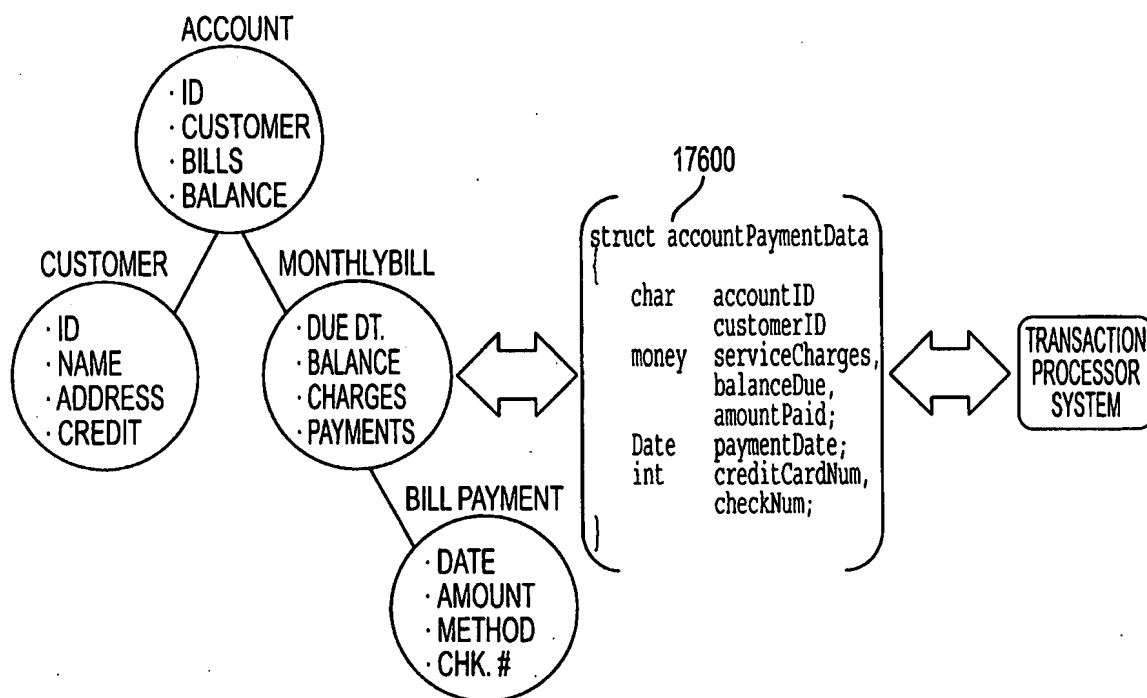 ACCOUNT
· ID
· CUSTOMER
· BILLS
· BALANCE
CUSTOMER
· ID
· NAME
· ADDRESS
· CREDIT
MONTHLYBILL
· DUE DT.
· BALANCE
· CHARGES
· PAYMENTS
BILL PAYMENT
· DATE
· AMOUNT
· METHOD
· CHK. #
17600
struct accountPaymentData
{
char accountID
customerID
money serviceCharges,
balanceDue,
amountPaid;
Date paymentDate;
int creditCardNum,
checkNum;
}
TRANSACTION
PROCESSOR
SYSTEM